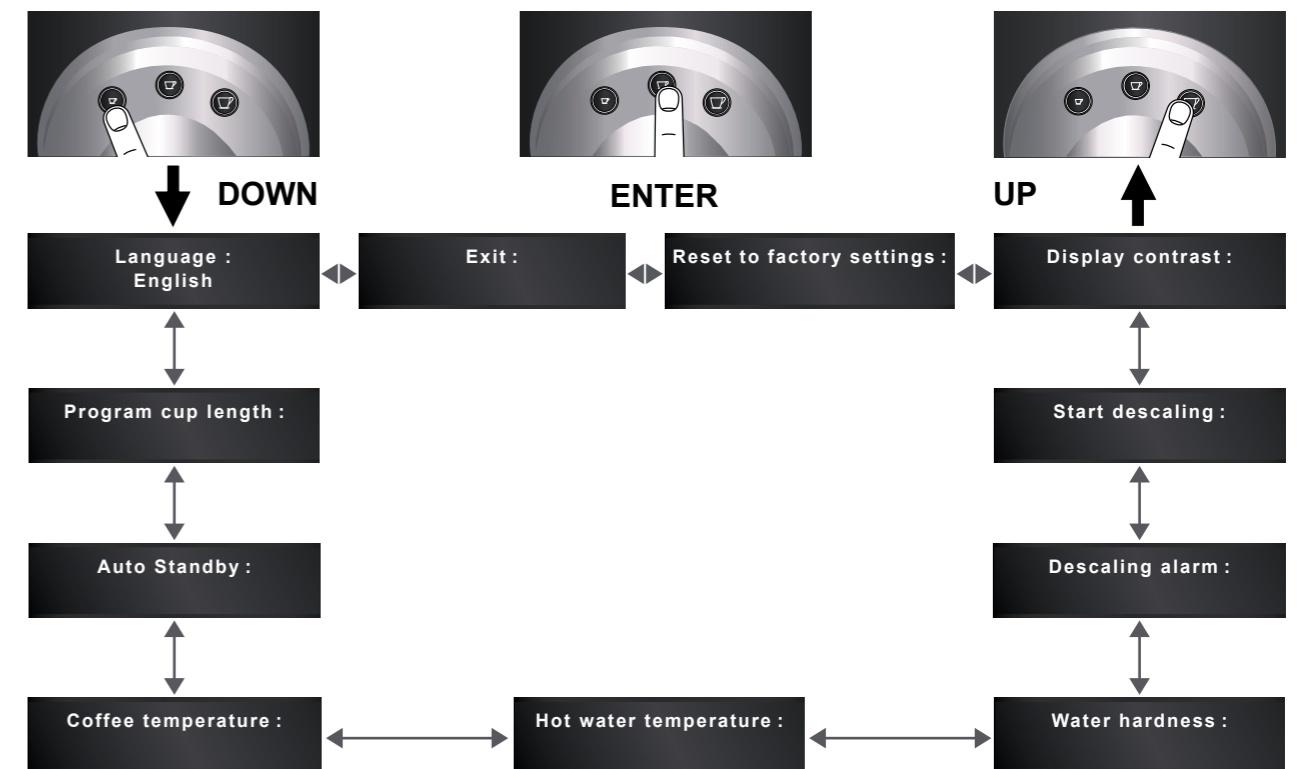 DOWN
ENTER
UP
Language :
English
Exit :
Reset to factory settings :
Display contrast :
Program cup length :
Start descaling :
Auto Standby :
Descaling alarm :
Coffee temperature :
Hot water temperature :
Water hardness :